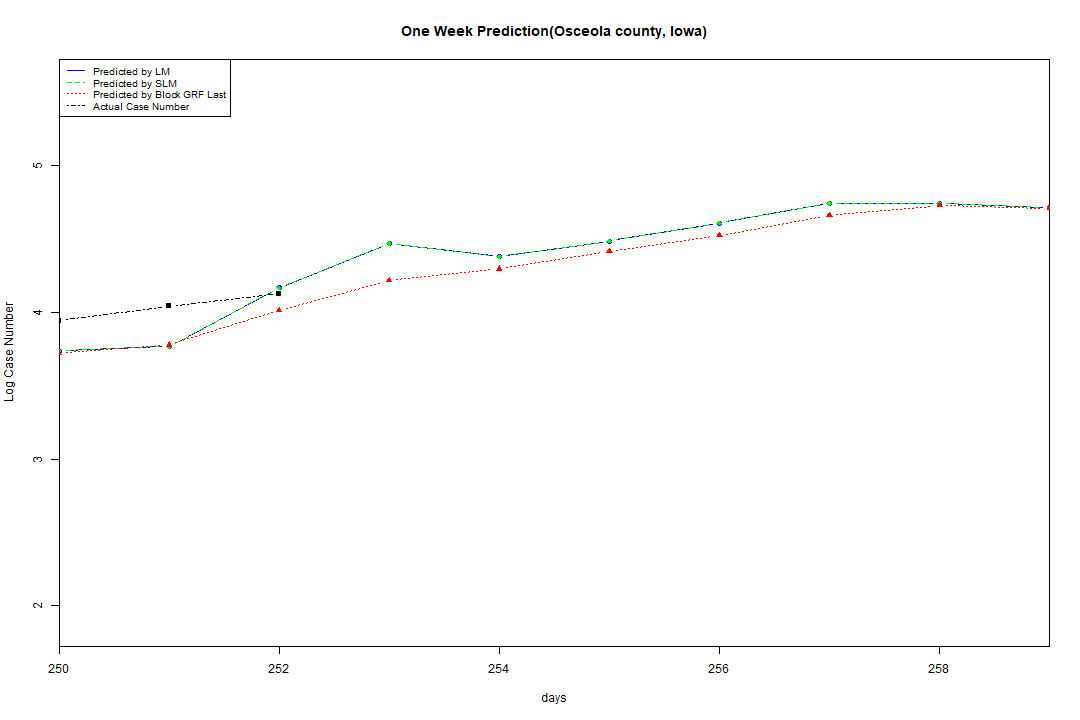 One Week Prediction(Osceola county, Iowa)
Predicted by LM
Predicted by SLM
Predicted by Block GRF Last
Actual Case Number
5
4
3
2
Log Case Number
250 252 254 256 258
days